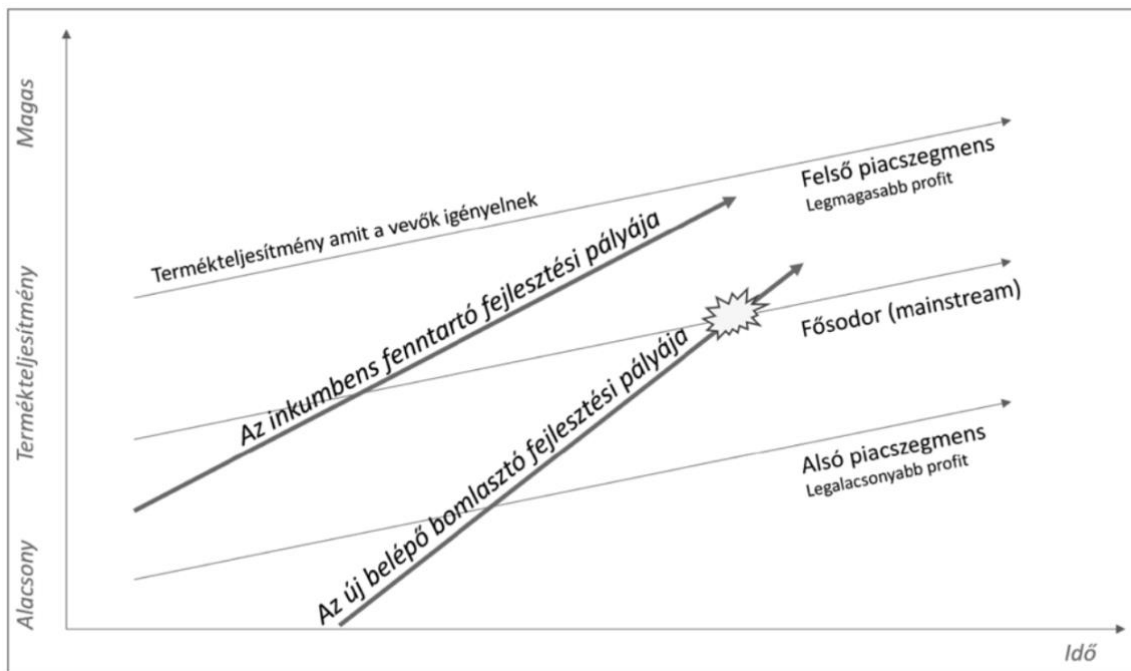 Magas
Termékteljesítmény
Alacsony
Termékteljesítmény amit a vevők igényelnek
Az inkumbens fenntartó fejlesztési pályája
Az új belépő bomlasztó fejlesztési pályája
Felső piacszegmens
Legmagasabb profit
Fősodor (mainstream)
Alsó piacszegmens
Legalacsonyabb profit
Idő